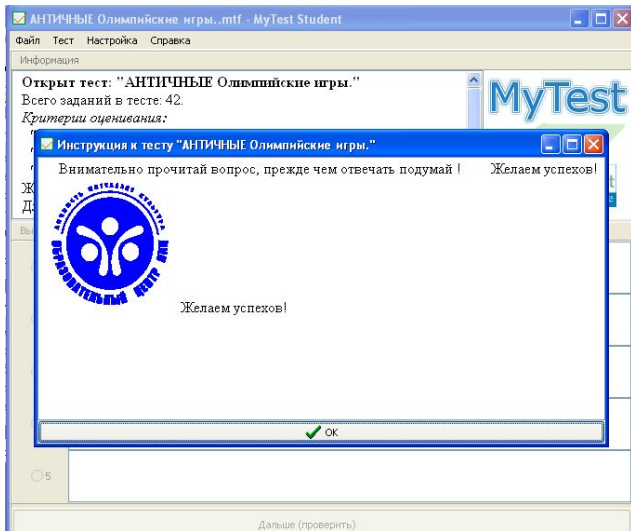 АНТИЧНЫЕ Олимпийские игры..mtf - MyTest Student
Файл Тест Настройка Справка
Информация
Открыт тест: "АНТИЧНЫЕ Олимпийские игры."
Всего заданий в тесте: 42.
Критерии оценивания:
MyTest
Инструкция к тесту "АНТИЧНЫЕ Олимпийские игры."
Внимательно прочитай вопрос, прежде чем отвечать подумай ! Желаем успехов!
ОБРАЗОВАТЕЛЬНЫЙ ЦЕНТР
Желаем успехов!
OK
5
Дальше (проверить)